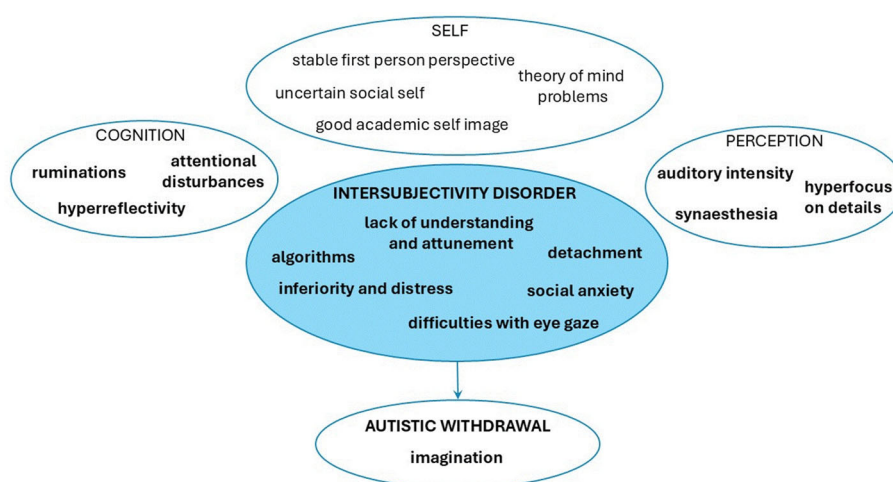 SELF
stable first person perspective
theory of mind
problems
uncertain social self
good academic self image
COGNITION
ruminations
attentional
disturbances
hyperreflectivity
PERCEPTION
auditory intensity
hyperfocus
on details
synaesthesia
INTERSUBJECTIVITY DISORDER
lack of understanding
and attunement
algorithms
detachment
inferiority and distress
social anxiety
difficulties with eye gaze
AUTISTIC WITHDRAWAL
imagination